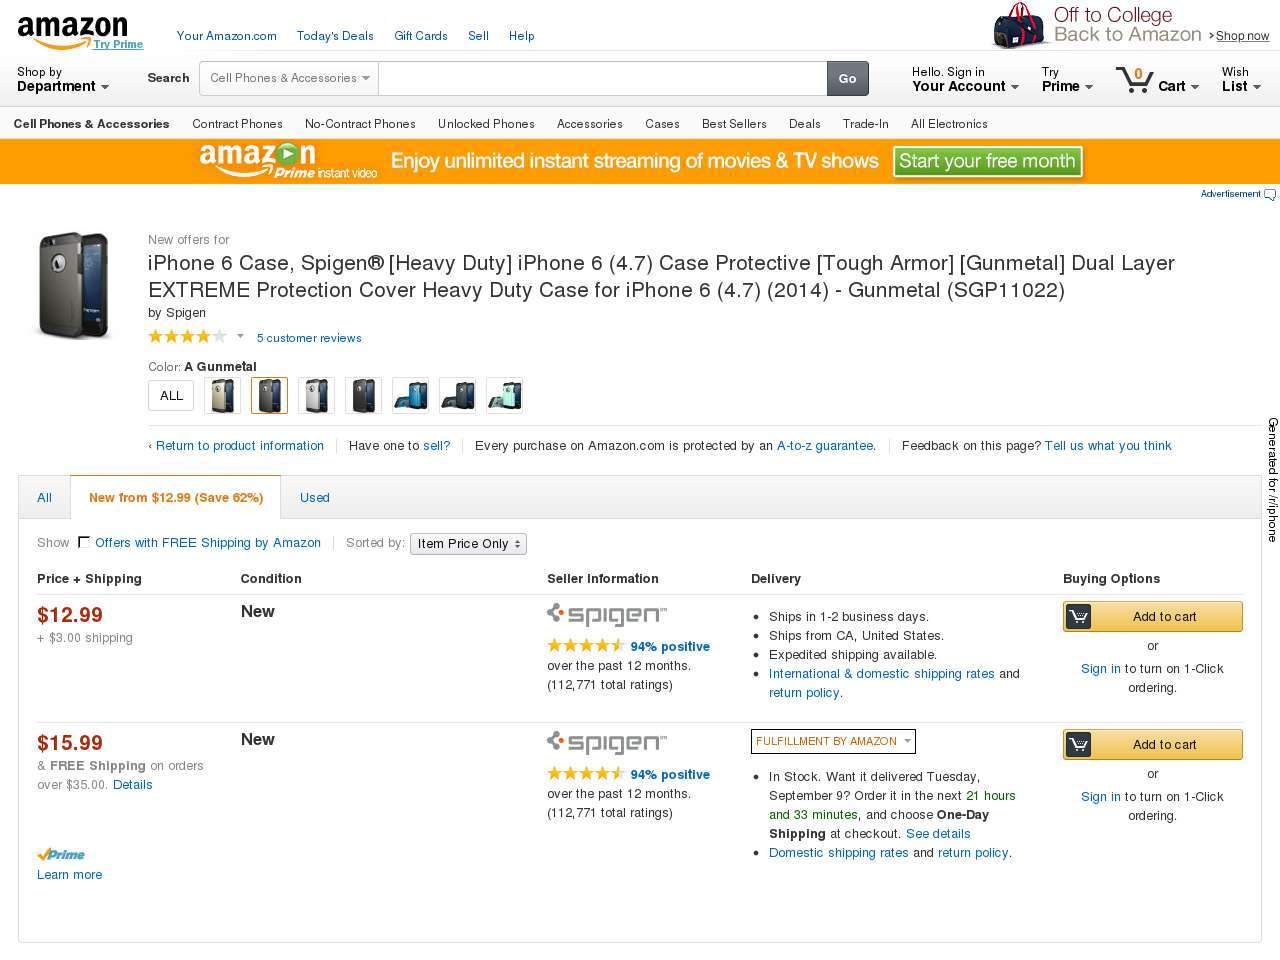 amazon
Try Prime
Your Amazon.com Today's Deals Gift Cards Sell Help
Off to College
Back to Amazon › Shop now
Shop by
Department
Search Cell Phones & Accessories Go
Hello. Sign in
Your Account
Try
Prime
0 Cart
Wish
List
Cell Phones & Accessories Contract Phones No-Contract Phones Unlocked Phones Accessories Cases Best Sellers Deals Trade-In All Electronics
amazon
Prime instant video
Enjoy unlimited instant streaming of movies & TV shows Start your free month
Advertisement
New offers for
iPhone 6 Case, Spigen® [Heavy Duty] iPhone 6 (4.7) Case Protective [Tough Armor] [Gunmetal] Dual Layer
EXTREME Protection Cover Heavy Duty Case for iPhone 6 (4.7) (2014) - Gunmetal (SGP11022)
by Spigen
5 customer reviews
Color: A Gunmetal
ALL
‹ Return to product information Have one to sell? Every purchase on Amazon.com is protected by an A-to-z guarantee. Feedback on this page? Tell us what you think
Generated for /r/iphone
All New from $12.99 (Save 62%) Used
Show Offers with FREE Shipping by Amazon Sorted by: Item Price Only
Price + Shipping Condition Seller Information Delivery Buying Options
$12.99
+ $3.00 shipping
New
spigen
94% positive
over the past 12 months.
(112,771 total ratings)
• Ships in 1-2 business days.
• Ships from CA, United States.
• Expedited shipping available.
• International & domestic shipping rates and
return policy.
Add to cart
or
Sign in to turn on 1-Click
ordering.
$15.99
& FREE Shipping on orders
over $35.00. Details
Prime
Learn more
New
spigen
94% positive
over the past 12 months.
(112,771 total ratings)
FULFILLMENT BY AMAZON
• In Stock. Want it delivered Tuesday,
September 9? Order it in the next 21 hours
and 33 minutes, and choose One-Day
Shipping at checkout. See details
• Domestic shipping rates and return policy.
Add to cart
or
Sign in to turn on 1-Click
ordering.